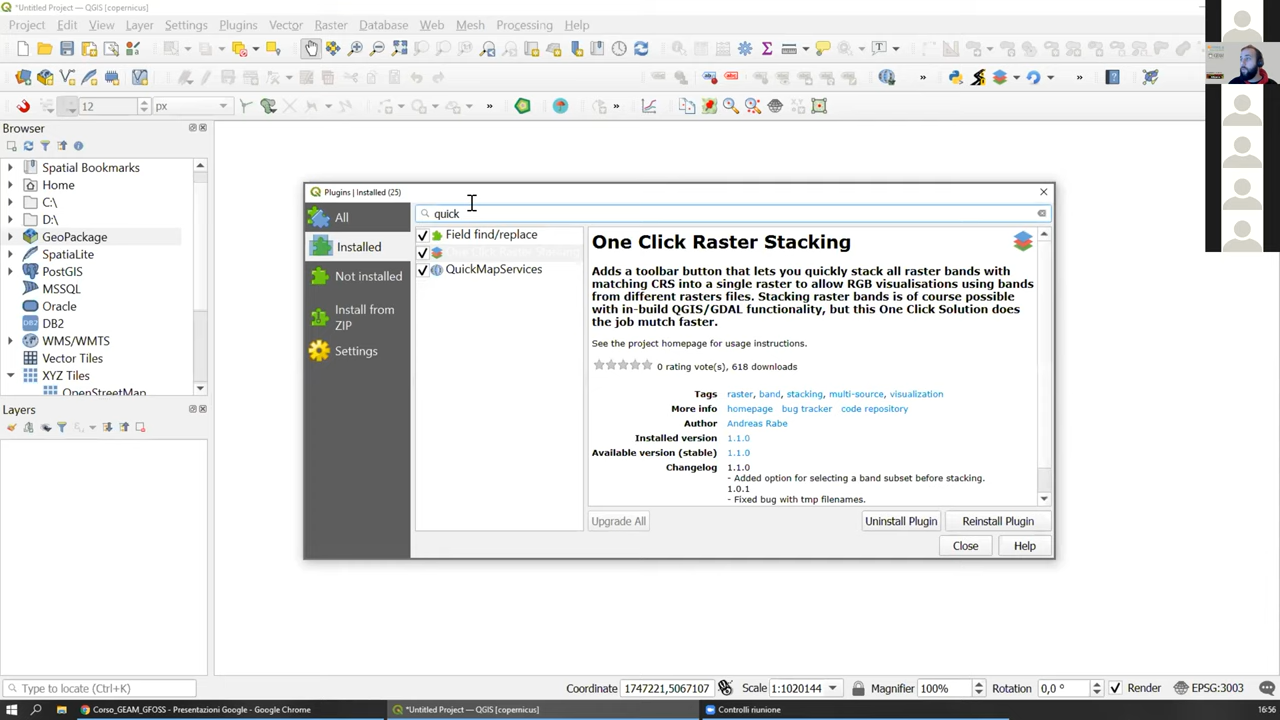 *Untitled Project — QGIS [copernicus]
Project Edit View Layer Settings Plugins Vector Raster Database Web Mesh Processing Help
12 px
Browser
Spatial Bookmarks
Home
C:\
D:\
GeoPackage
SpatiaLite
PostGIS
MSSQL
Oracle
DB2
WMS/WMTS
Vector Tiles
XYZ Tiles
OpenStreetMap
Layers
Plugins | Installed (25)
All
Installed
Not installed
Install from
ZIP
Settings
quick
Field find/replace
QuickMapServices
One Click Raster Stacking
Adds a toolbar button that lets you quickly stack all raster bands with
matching CRS into a single raster to allow RGB visualisations using bands
from different rasters files. Stacking raster bands is of course possible
with in-build QGIS/GDAL functionality, but this One Click Solution does
the job mutch faster.
See the project homepage for usage instructions.
0 rating vote(s), 618 downloads
Tags raster, band, stacking, multi-source, visualization
More info homepage bug tracker code repository
Author Andreas Rabe
Installed version 1.1.0
Available version (stable) 1.1.0
Changelog 1.1.0
- Added option for selecting a band subset before stacking.
1.0.1
- Fixed bug with tmp filenames.
Upgrade All Uninstall Plugin Reinstall Plugin
Close Help
Type to locate (Ctrl+K) Coordinate 1747221,5067107 Scale 1:1020144 Magnifier 100% Rotation 0,0 ° Render EPSG:3003
Corso_GEAM_GFOSS - Presentazioni Google - Google Chrome *Untitled Project — QGIS [copernicus] Controlli riunione 16:56